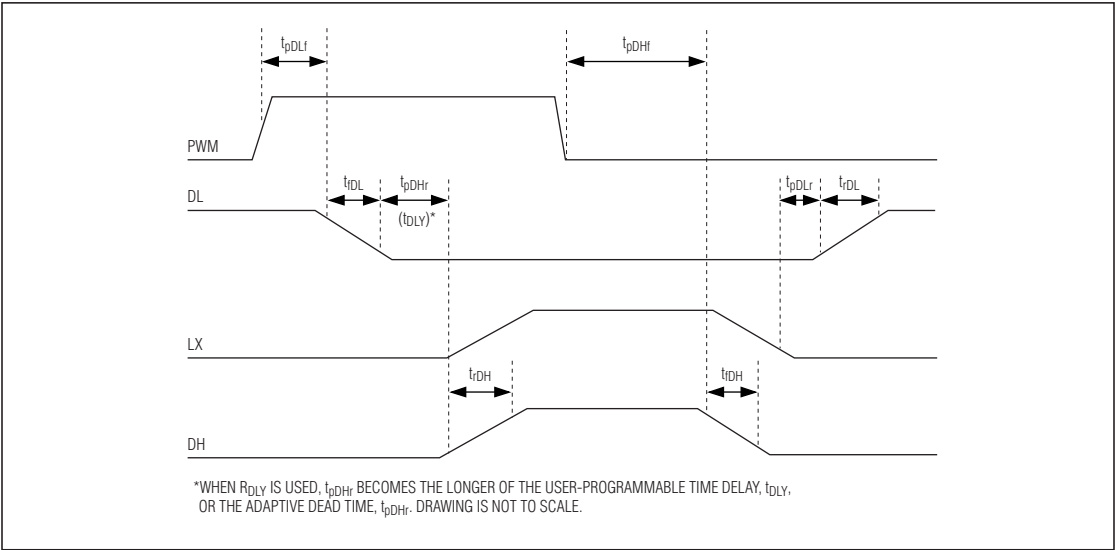 tpDLf
tpDHf
PWM
tfDL
tpDHr
tpDLr
trDL
DL
(tDLY)*
LX
trDH
tfDH
DH
*WHEN RDLY IS USED, tpDHr BECOMES THE LONGER OF THE USER-PROGRAMMABLE TIME DELAY, tDLY,
OR THE ADAPTIVE DEAD TIME, tpDHr. DRAWING IS NOT TO SCALE.